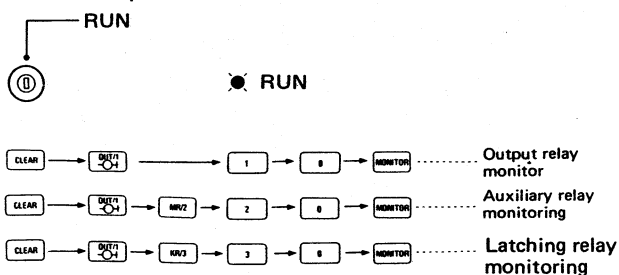 RUN
RUN
CLEAR OUT/1 1 0 MONITOR Output relay
monitor
CLEAR OUT/1 MR/2 2 0 MONITOR Auxiliary relay
monitoring
CLEAR OUT/1 KR/3 3 0 MONITOR Latching relay
monitoring